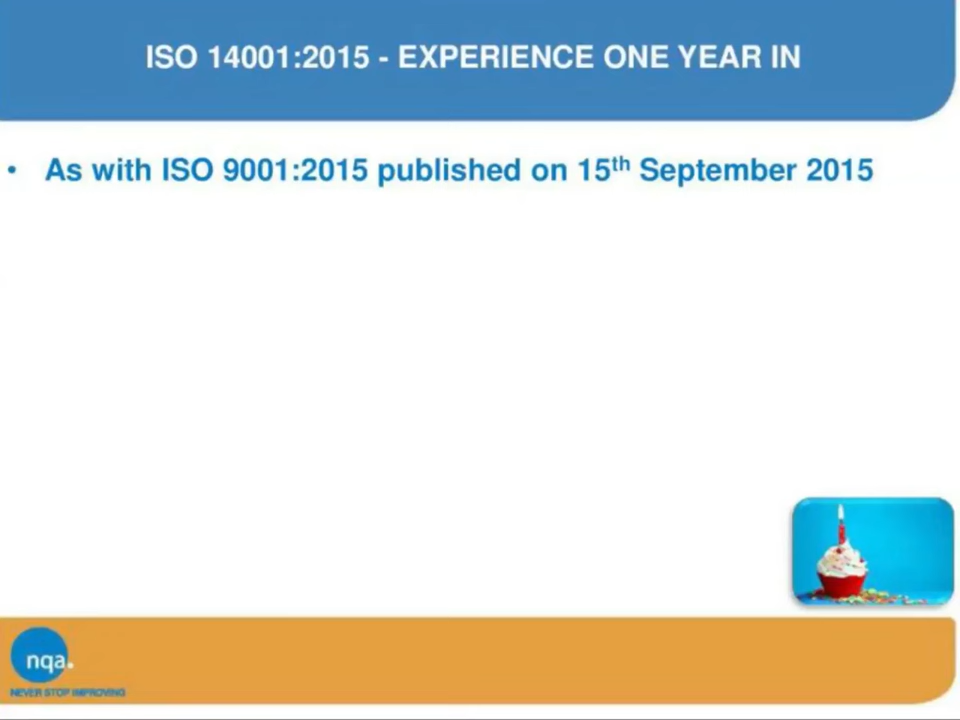 ISO 14001:2015 - EXPERIENCE ONE YEAR IN
• As with ISO 9001:2015 published on 15th September 2015
nqa.
NEVER STOP IMPROVING